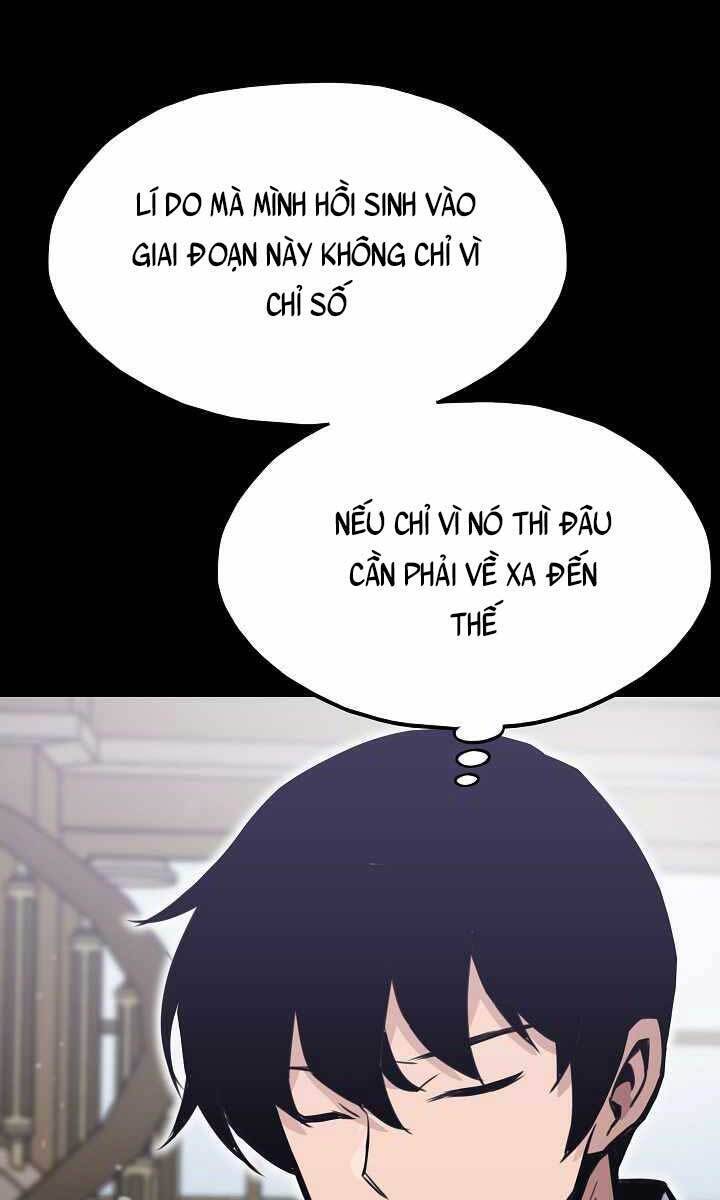 LÍ DO MÀ MÌNH HỒI SINH VÀO
GIAI ĐOẠN NÀY KHÔNG CHỈ VÌ
CHỈ SỐ
NẾU CHỈ VÌ NÓ THÌ ĐÂU
CẦN PHẢI VỀ XA ĐẾN
THẾ